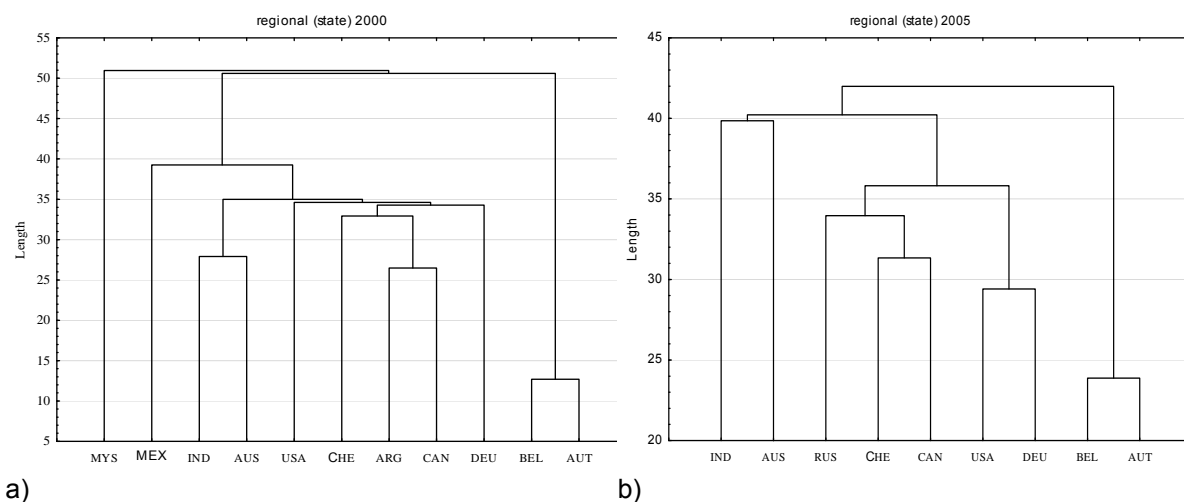 regional (state) 2000
55
50
45
40
35
30
25
20
15
10
5
Length
MYS MEX IND AUS USA CHE ARG CAN DEU BEL AUT
a)
regional (state) 2005
45
40
35
30
25
20
Length
IND AUS RUS CHE CAN USA DEU BEL AUT
b)